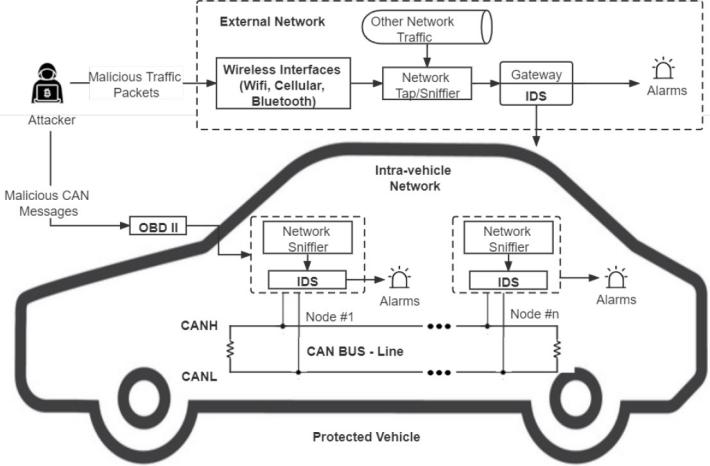 External Network
Other Network
Traffic
Malicious Traffic
Packets
Wireless Interfaces
(Wifi, Cellular,
Bluetooth)
Network
Tap/Sniffier
Gateway
IDS
Alarms
Attacker
Intra-vehicle
Network
Malicious CAN
Messages
OBD II
Network
Sniffier
IDS
Alarms
Network
Sniffier
IDS
Alarms
Node #1
Node #n
CANH
CAN BUS - Line
CANL
Protected Vehicle